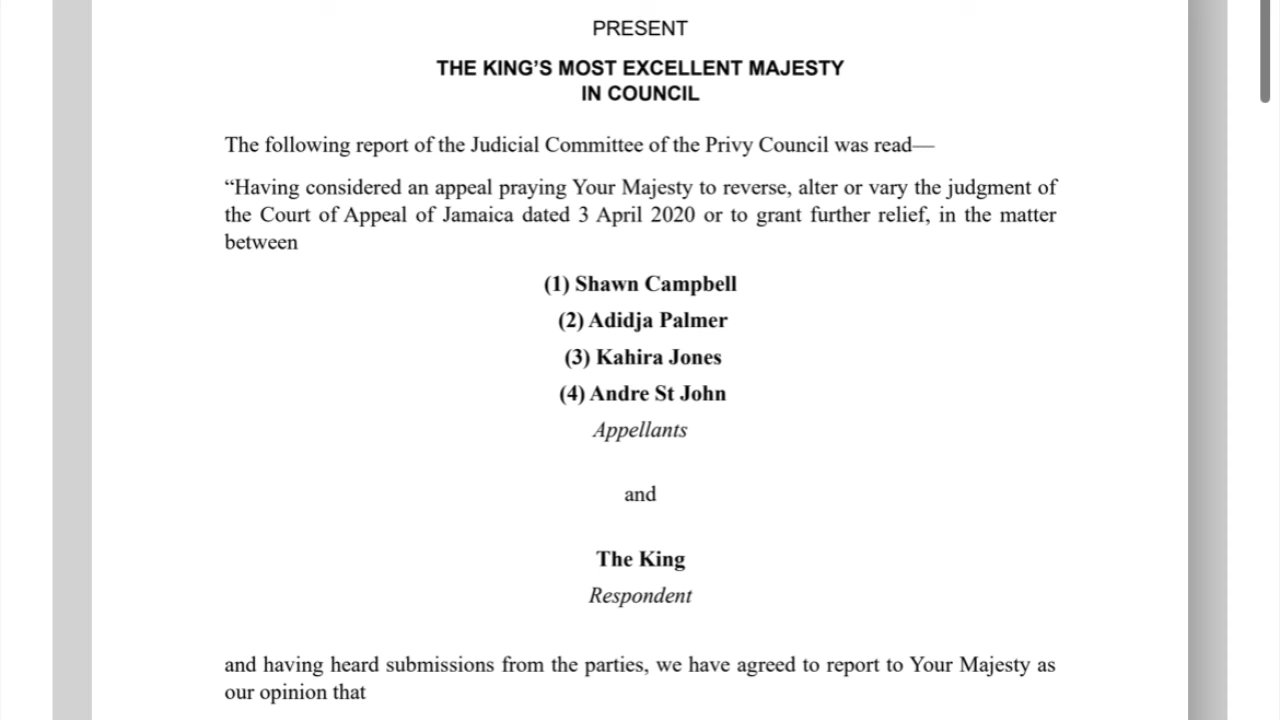 PRESENT
THE KING’S MOST EXCELLENT MAJESTY
IN COUNCIL
The following report of the Judicial Committee of the Privy Council was read—
“Having considered an appeal praying Your Majesty to reverse, alter or vary the judgment of
the Court of Appeal of Jamaica dated 3 April 2020 or to grant further relief, in the matter
between
(1) Shawn Campbell
(2) Adidja Palmer
(3) Kahira Jones
(4) Andre St John
Appellants
and
The King
Respondent
and having heard submissions from the parties, we have agreed to report to Your Majesty as
our opinion that